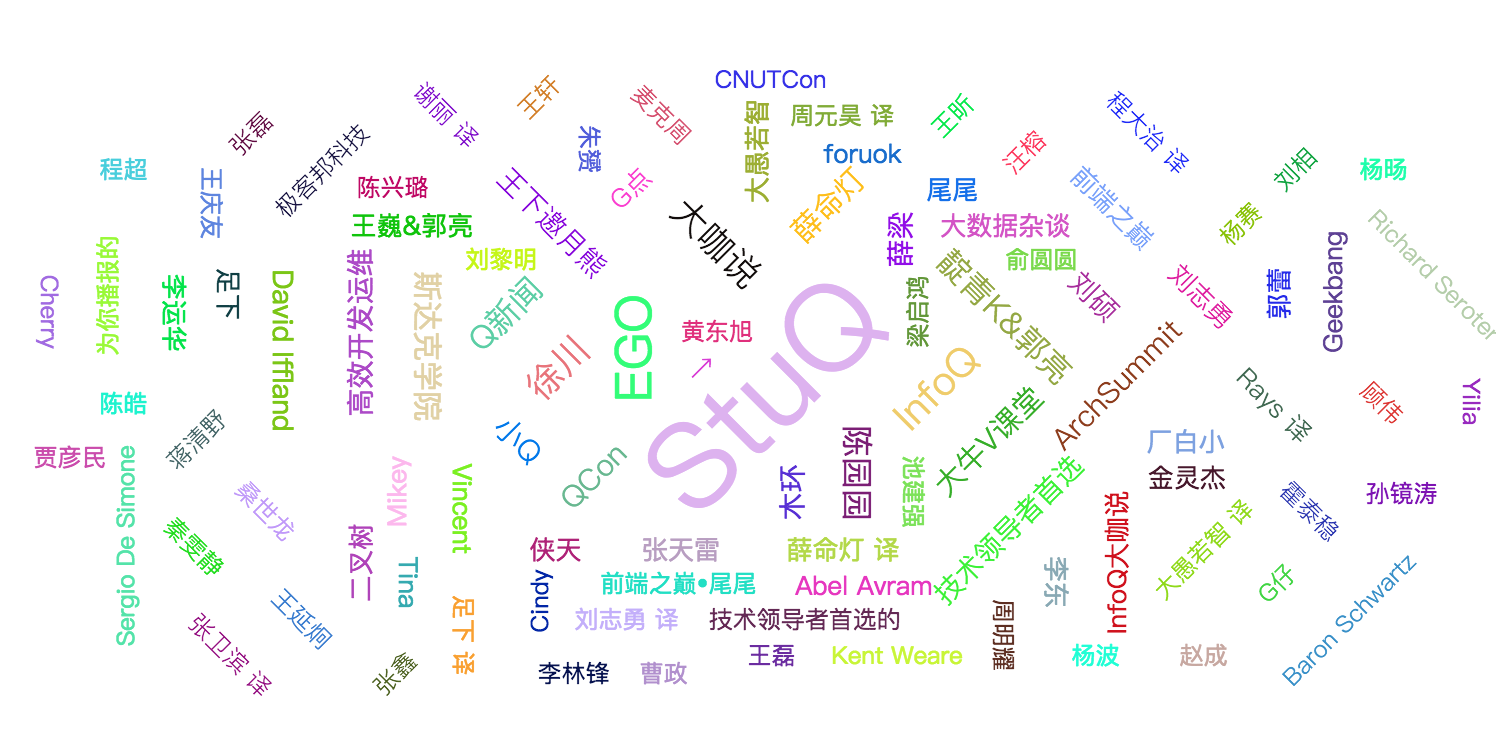 CNUTCon
谢丽 译
王轩
麦克周
大愚若智
周元昊 译
王昕
程大治 译
张磊
极客邦科技
朱赟
foruok
汪榕
刘相
程超
杨旸
王庆友
陈兴璐
王下邀月熊
G点
薛命灯
尾尾
前端之巅
杨赛
王巍&郭亮
大咖说
薛梁
大数据杂谈
Richard Seroter
刘黎明
俞圆圆
靛青K&郭亮
刘硕
刘志勇
郭蕾
Geekbang
Cherry
为你播报的
李运华
足下
David Iffland
高效开发运维
斯达克学院
Q新闻
梁启鸿
EGO
黄东旭
↗
StuQ
徐川
InfoQ
ArchSummit
陈皓
Rays 译
顾伟
Yilia
蒋清野
小Q
大牛V课堂
厂白小
贾彦民
Sergio De Simone
QCon
陈园园
池建强
木环
金灵杰
孙镜涛
桑世龙
Mikey
Vincent
技术领导者首选
InfoQ大咖说
霍泰稳
秦雯静
二叉树
侠天
张天雷
薛命灯 译
大愚若智 译
Tina
Cindy
前端之巅•尾尾
Abel Avram
李东
G仔
Baron Schwartz
王延炯
足下 译
刘志勇 译
技术领导者首选的
周明耀
张卫滨 译
张鑫
王磊
Kent Weare
杨波
赵成
李林锋
曹政